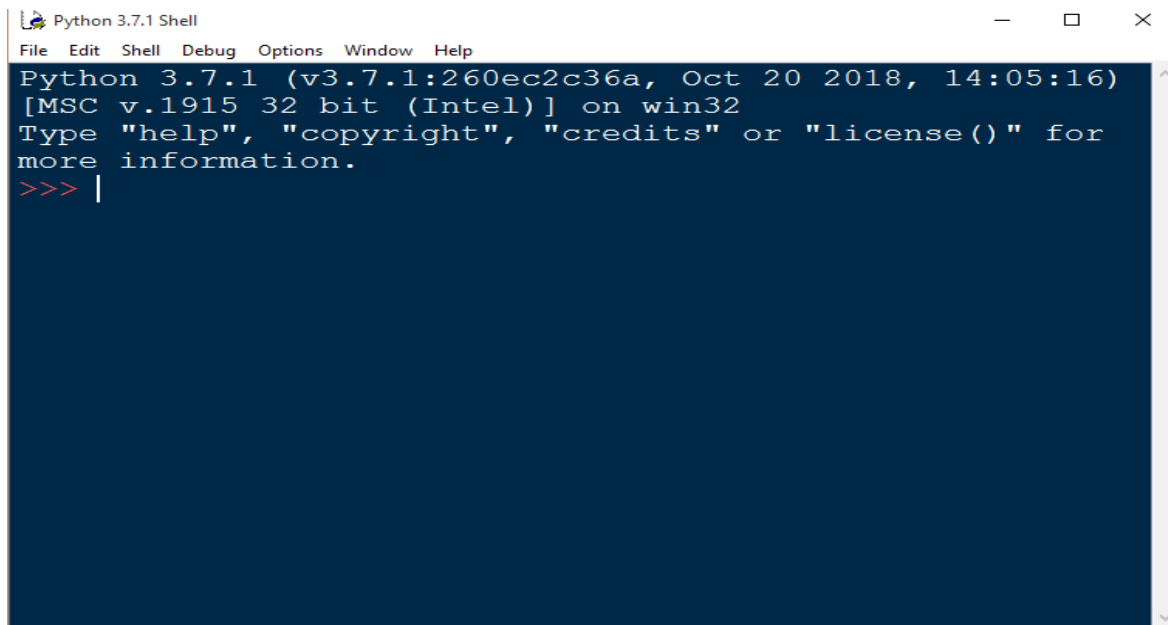 Python 3.7.1 Shell
File Edit Shell Debug Options Window Help
Python 3.7.1 (v3.7.1:260ec2c36a, Oct 20 2018, 14:05:16)
[MSC v.1915 32 bit (Intel)] on win32
Type "help", "copyright", "credits" or "license()" for
more information.
>>>